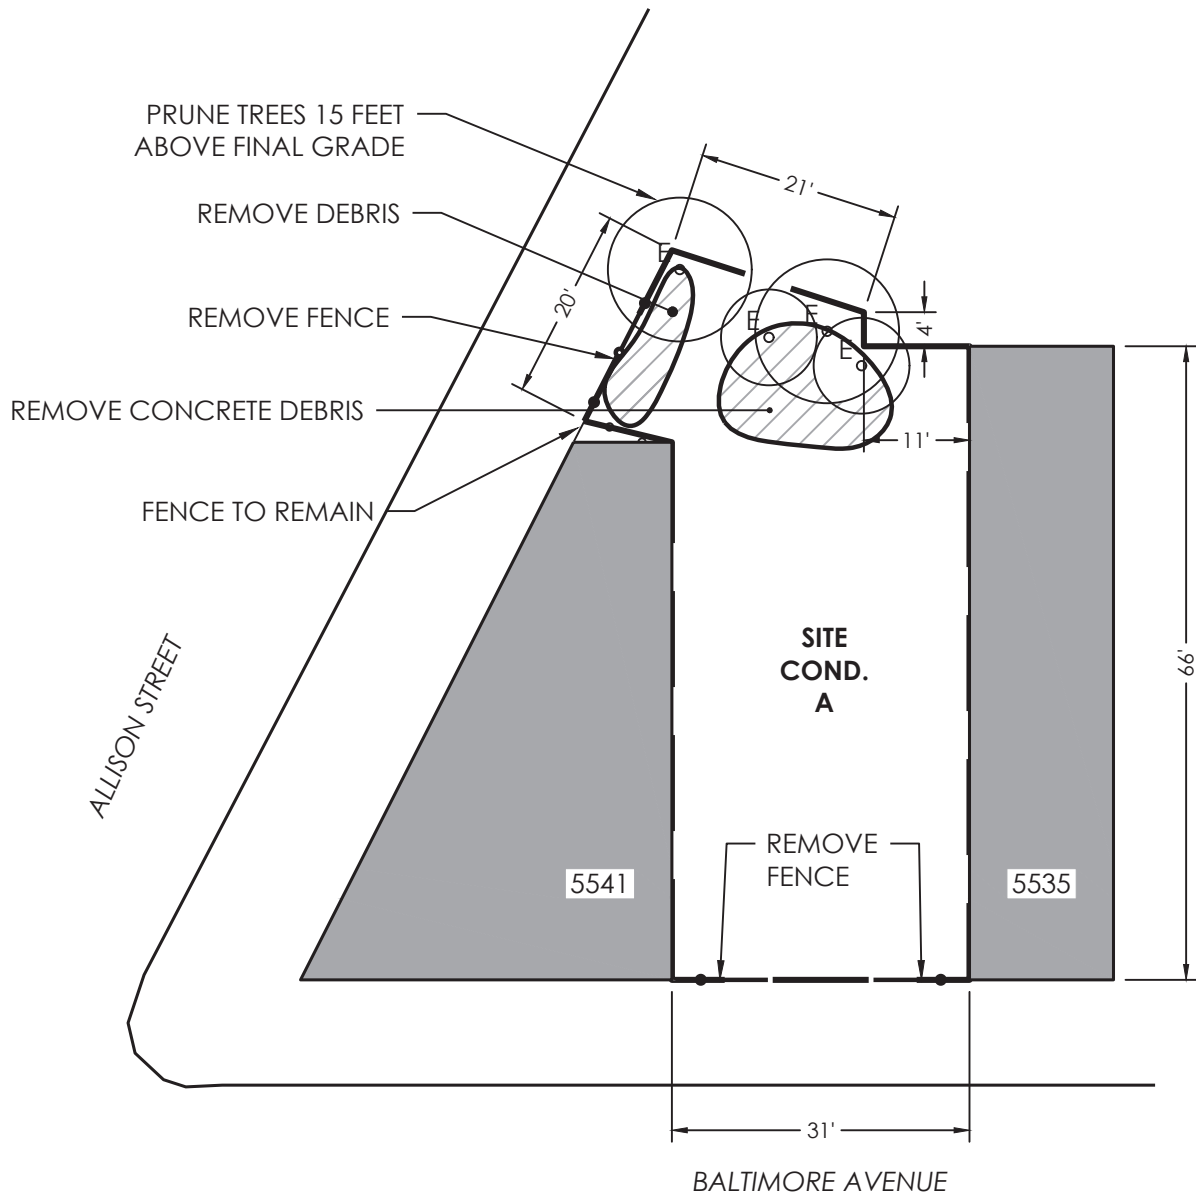 PRUNE TREES 15 FEET
ABOVE FINAL GRADE
REMOVE DEBRIS
REMOVE FENCE
REMOVE CONCRETE DEBRIS
FENCE TO REMAIN
21'
20'
E
E
E
E
4'
11'
66'
SITE
COND.
A
ALLISON STREET
REMOVE
FENCE
5541
5535
31'
BALTIMORE AVENUE